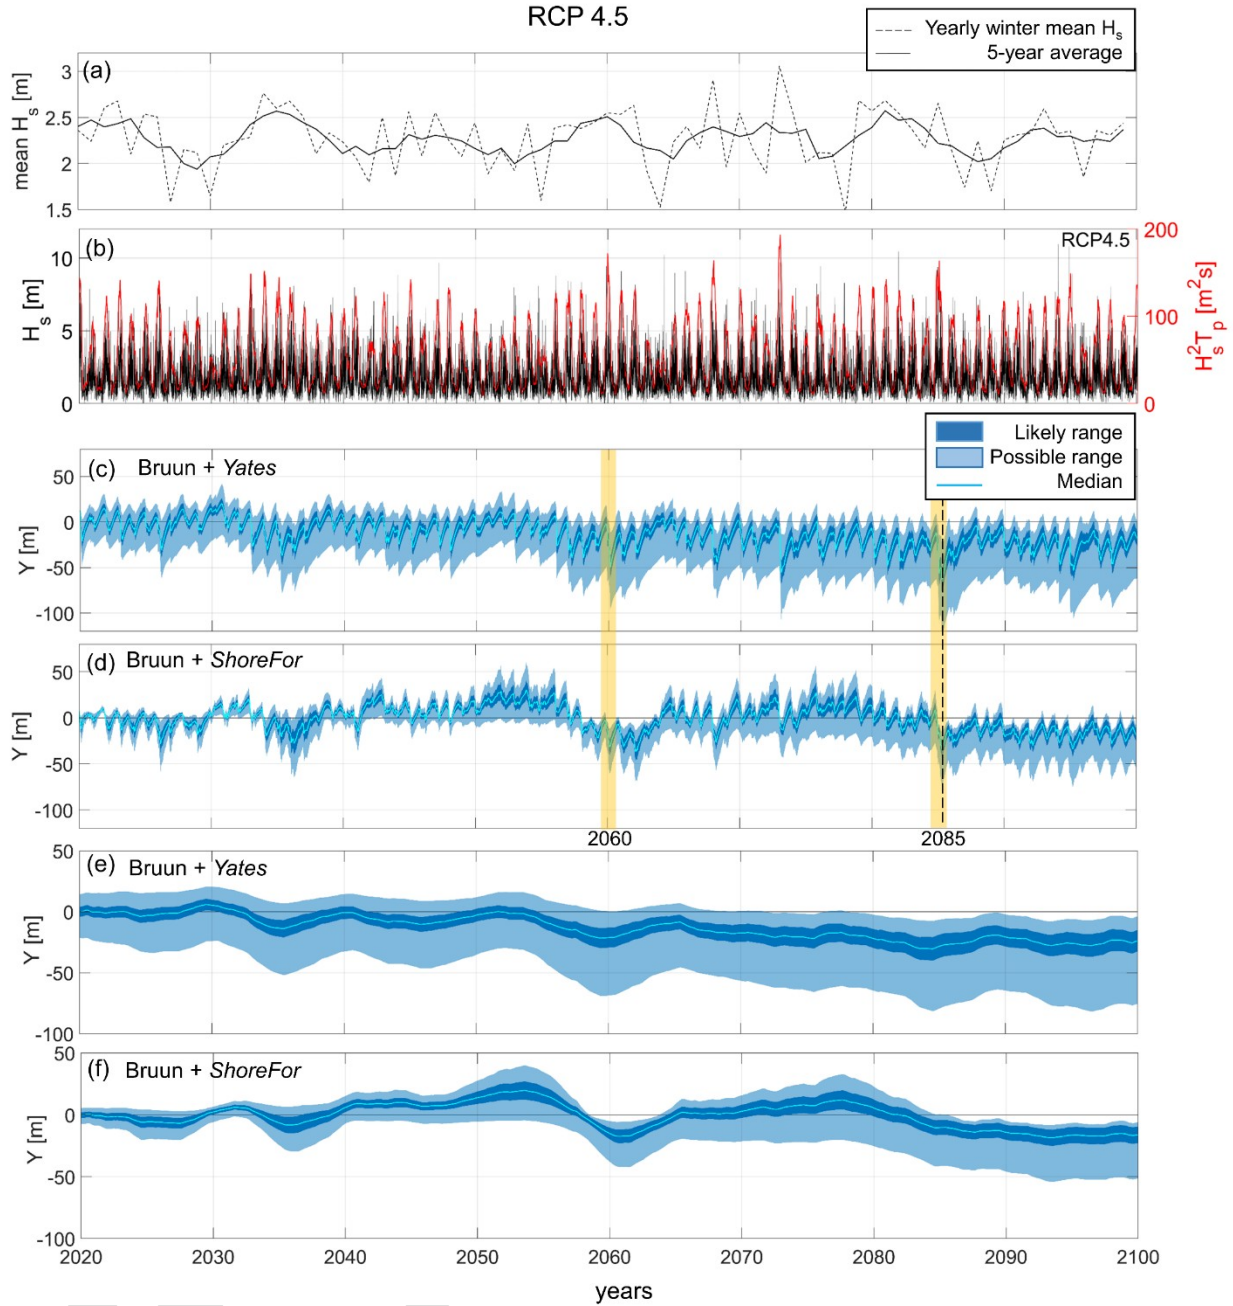 RCP 4.5
Yearly winter mean Hs
5-year average
(a)
mean Hs [m]
3
2.5
2
1.5
(b)
RCP4.5
Hs [m]
10
5
0
200
100
0
Hs²Tp [m²s]
Likely range
Possible range
Median
(c) Bruun + Yates
Y [m]
50
0
-50
-100
(d) Bruun + ShoreFor
Y [m]
50
0
-50
-100
2060
2085
(e) Bruun + Yates
Y [m]
50
0
-50
-100
(f) Bruun + ShoreFor
Y [m]
50
0
-50
-100
2020 2030 2040 2050 2060 2070 2080 2090 2100
years